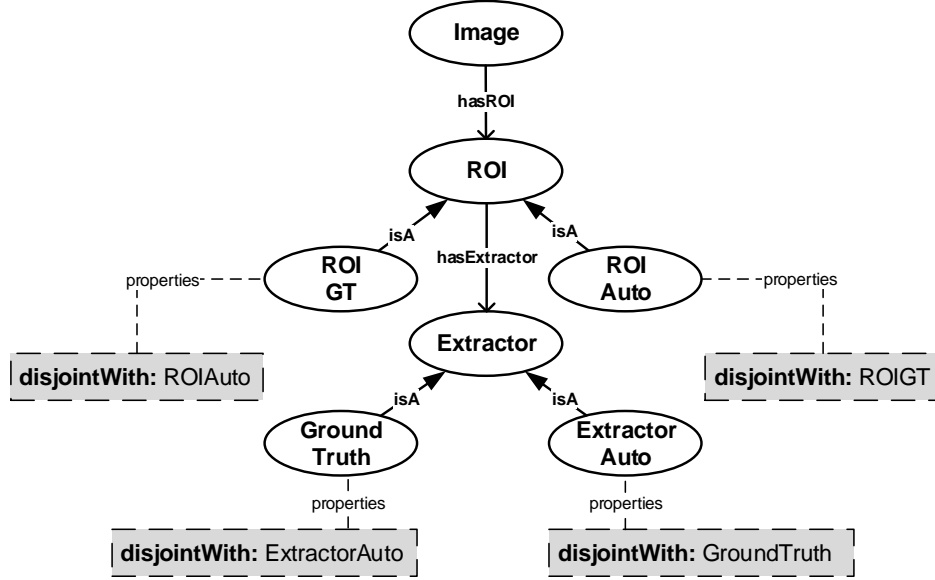 Image
hasROI
ROI
isA
isA
hasExtractor
ROI
GT
ROI
Auto
properties
properties
Extractor
disjointWith: ROIAuto
disjointWith: ROIGT
isA
isA
Ground
Truth
Extractor
Auto
properties
properties
disjointWith: ExtractorAuto
disjointWith: GroundTruth